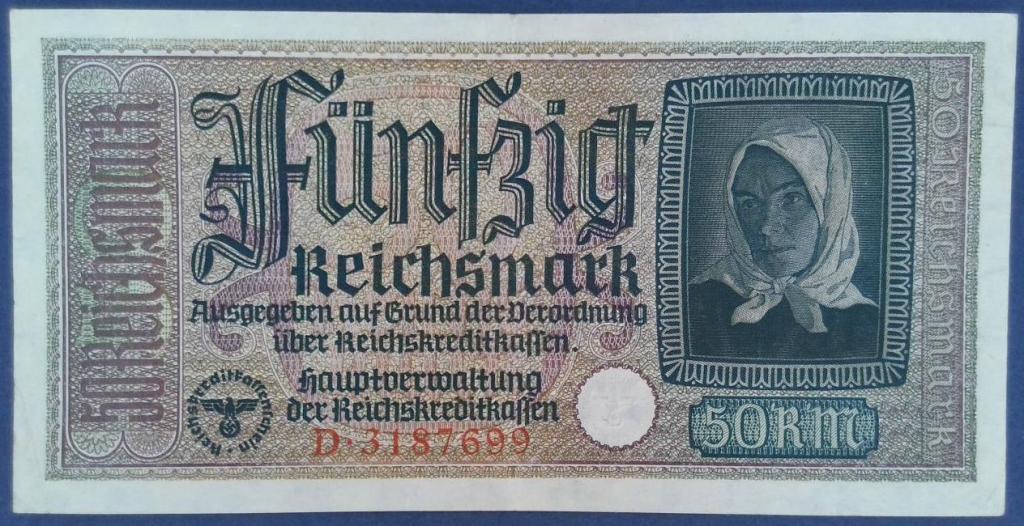 50 Reichsmark
Fünfzig
Reichsmark
Ausgegeben auf Grund der Verordnung
über Reichskreditkassen.
Hauptverwaltung
der Reichskreditkassen
D·3187699
Reichskreditkassenschein
50 RM
50 Reichsmark